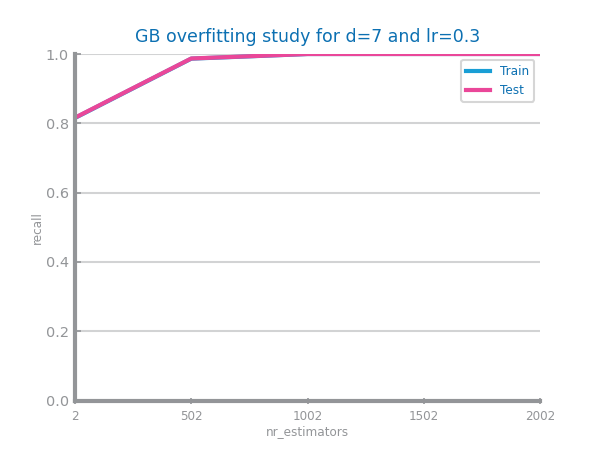 GB overfitting study for d=7 and lr=0.3
1.0
0.8
0.6
0.4
0.2
0.0
recall
Train
Test
2 502 1002 1502 2002
nr_estimators